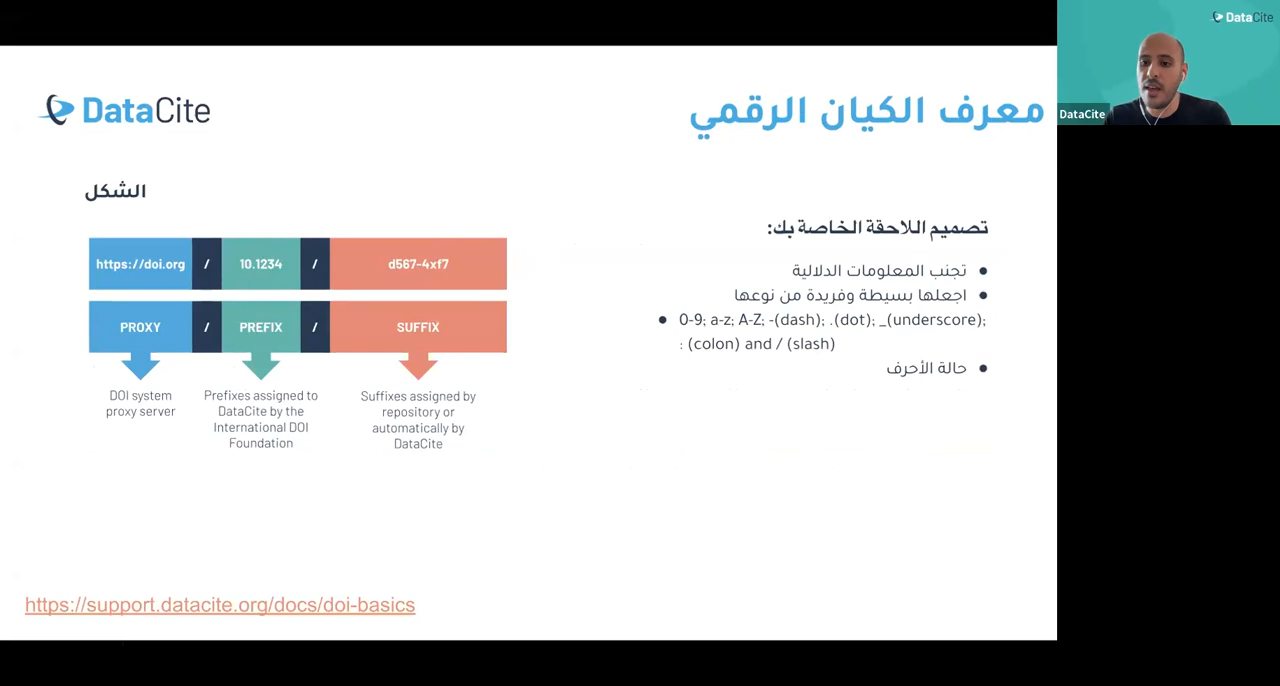 DataCite
معرف الكيان الرقمي
DataCite
DataCite
الشكل
https://doi.org / 10.1234 / d567-4xf7
PROXY / PREFIX / SUFFIX
DOI system
proxy server
Prefixes assigned to
DataCite by the
International DOI
Foundation
Suffixes assigned by
repository or
automatically by
DataCite
تصميم اللاحقة الخاصة بك:
● تجنب المعلومات الدلالية
● اجعلها بسيطة وفريدة من نوعها
● 0-9; a-z; A-Z; -(dash); .(dot); _(underscore);
: (colon) and / (slash)
● حالة الأحرف
https://support.datacite.org/docs/doi-basics